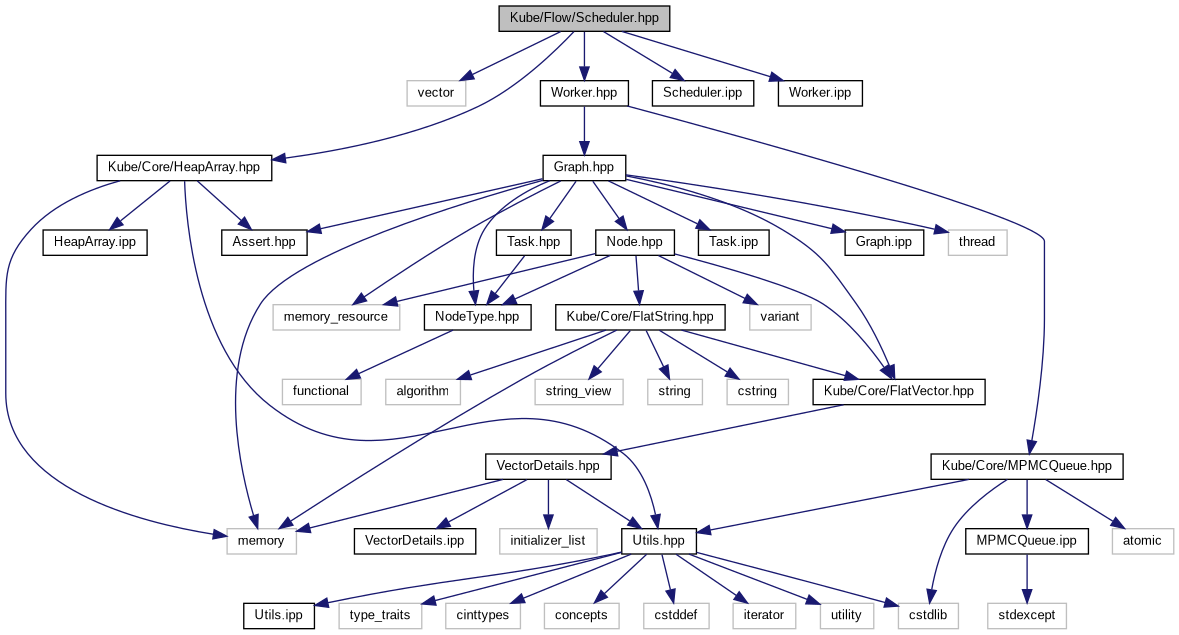 Kube/Flow/Scheduler.hpp
vector
Worker.hpp
Scheduler.ipp
Worker.ipp
Kube/Core/HeapArray.hpp
Graph.hpp
HeapArray.ipp
Assert.hpp
Task.hpp
Node.hpp
Task.ipp
Graph.ipp
thread
memory_resource
NodeType.hpp
Kube/Core/FlatString.hpp
variant
functional
algorithm
string_view
string
cstring
Kube/Core/FlatVector.hpp
VectorDetails.hpp
Kube/Core/MPMCQueue.hpp
memory
VectorDetails.ipp
initializer_list
Utils.hpp
MPMCQueue.ipp
atomic
Utils.ipp
type_traits
cinttypes
concepts
cstddef
iterator
utility
cstdlib
stdexcept